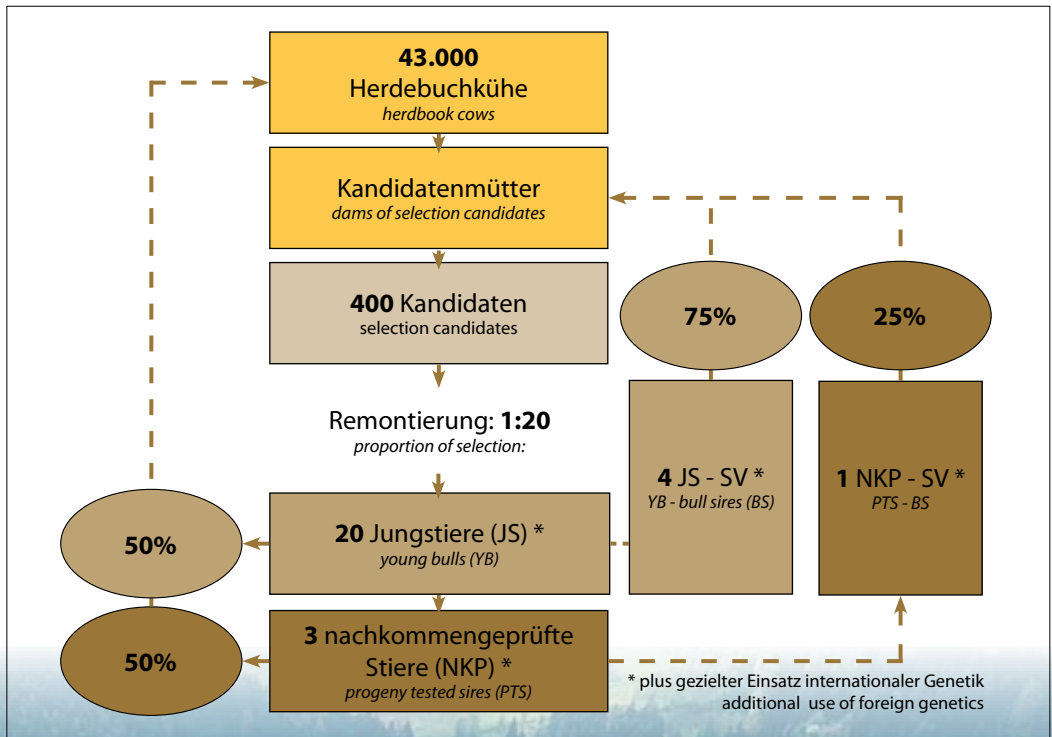 43.000
Herdebuchkühe
herdbook cows
Kandidatenmütter
dams of selection candidates
400 Kandidaten
selection candidates
75%
25%
Remontierung: 1:20
proportion of selection:
4 JS - SV *
YB - bull sires (BS)
1 NKP - SV *
PTS - BS
20 Jungstiere (JS) *
young bulls (YB)
50%
3 nachkommengeprüfte
Stiere (NKP) *
progeny tested sires (PTS)
50%
* plus gezielter Einsatz internationaler Genetik
additional use of foreign genetics